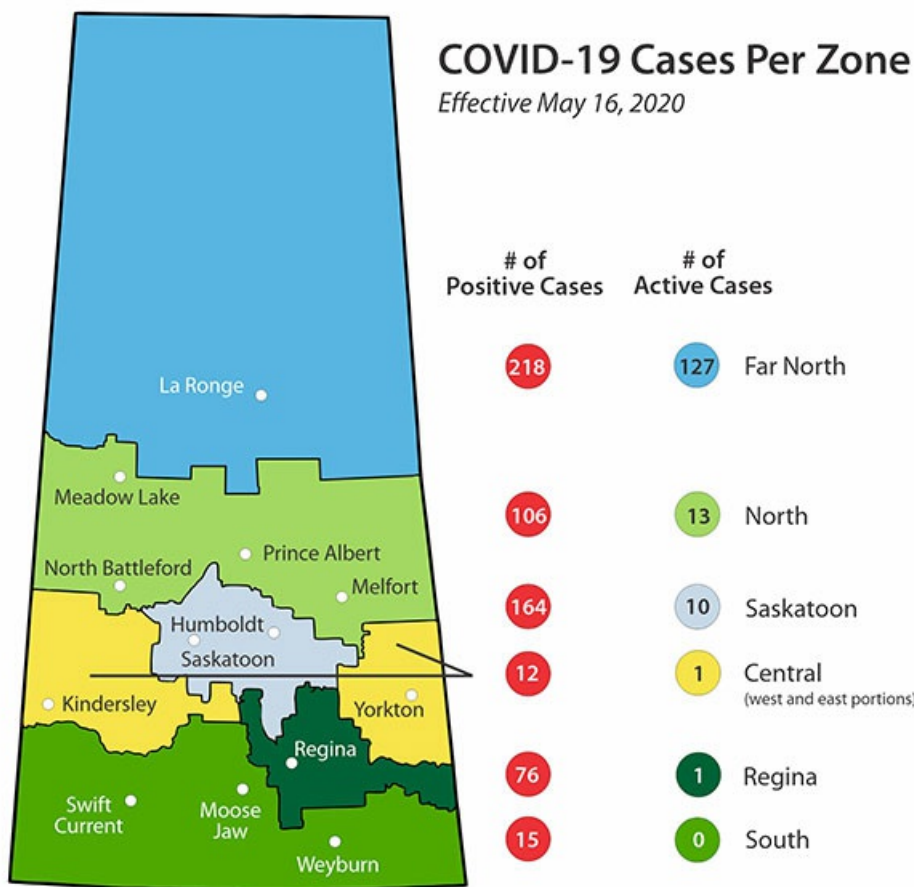 COVID-19 Cases Per Zone
Effective May 16, 2020
# of
Positive Cases
# of
Active Cases
218
127
Far North
106
13
North
164
10
Saskatoon
12
1
Central
(west and east portions)
76
1
Regina
15
0
South
La Ronge
Meadow Lake
Prince Albert
North Battleford
Melfort
Humboldt
Saskatoon
Kindersley
Yorkton
Regina
Swift
Current
Moose
Jaw
Weyburn